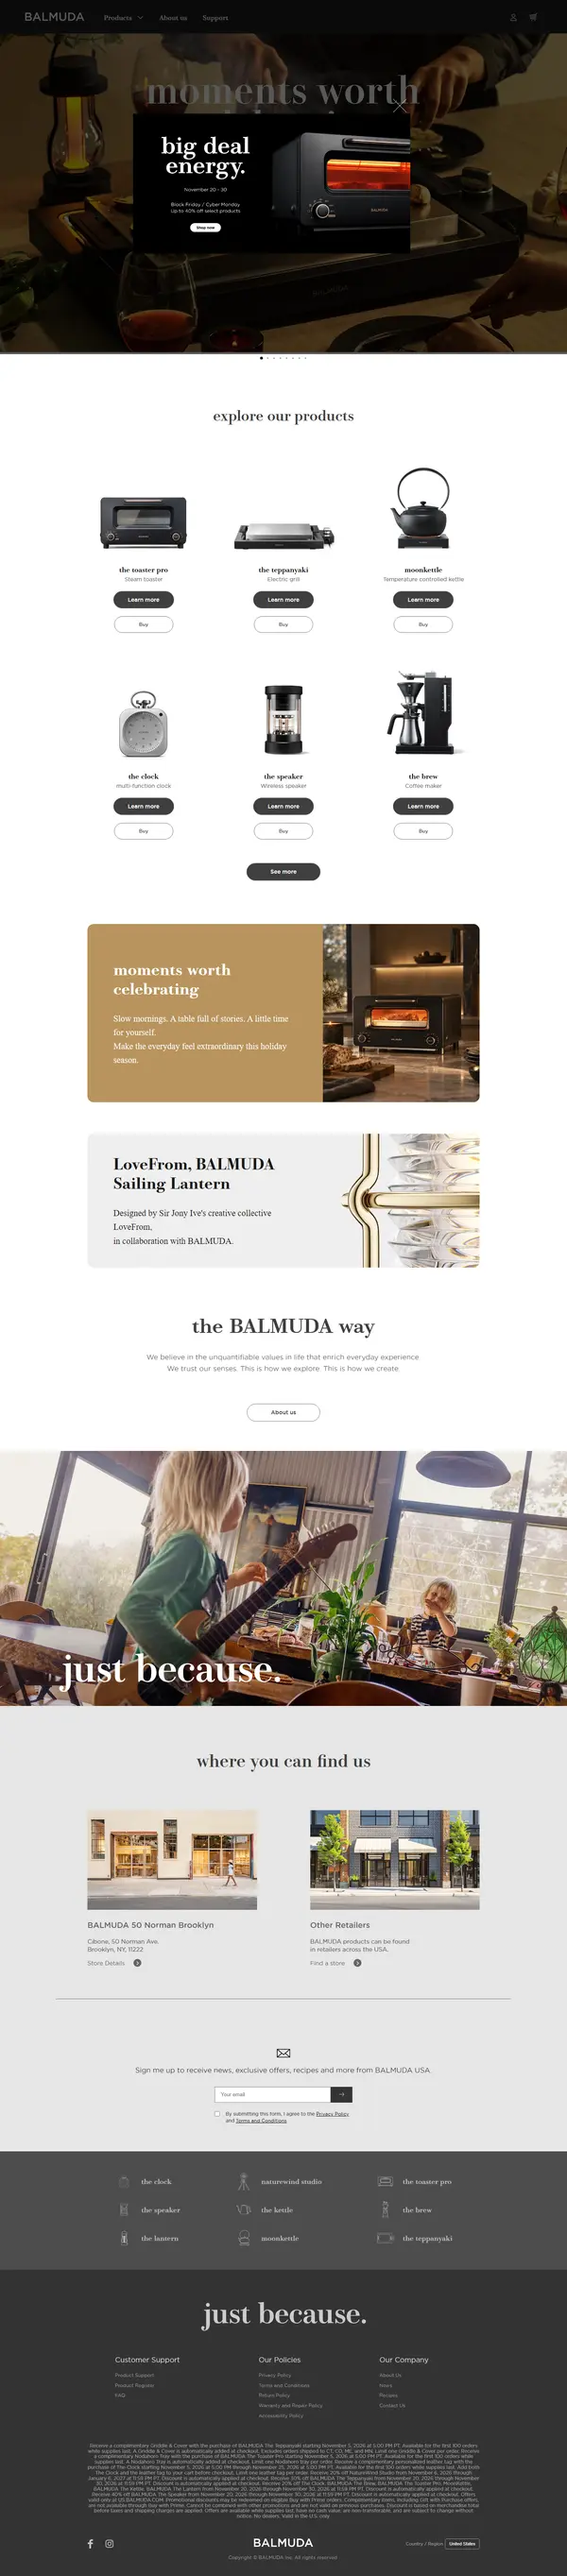 BALMUDA
Products
About us
Support
moments worth
big deal
energy.
November 20 - 30
Black Friday / Cyber Monday
Up to 40% off select products
Shop now
explore our products
the toaster pro
Steam toaster
Learn more
Buy
the teppanyaki
Electric grill
Learn more
Buy
moonkettle
Temperature controlled kettle
Learn more
Buy
the clock
multi-function clock
Learn more
Buy
the speaker
Wireless speaker
Learn more
Buy
the brew
Coffee maker
Learn more
Buy
See more
moments worth
celebrating
Slow mornings. A table full of stories. A little time
for yourself.
Make the everyday feel extraordinary this holiday
season.
LoveFrom, BALMUDA
Sailing Lantern
Designed by Sir Jony Ive's creative collective
LoveFrom,
in collaboration with BALMUDA.
the BALMUDA way
We believe in the unquantifiable values in life that enrich everyday experience.
We trust our senses. This is how we explore. This is how we create.
About us
just because.
where you can find us
BALMUDA 50 Norman Brooklyn
Cibone, 50 Norman Ave.
Brooklyn, NY, 11222
Store Details
Other Retailers
BALMUDA products can be found
in retailers across the USA.
Find a store
Sign me up to receive news, exclusive offers, recipes and more from BALMUDA USA.
Your email
By submitting this form, I agree to the Privacy Policy
and Terms and Conditions
the clock
naturewind studio
the toaster pro
the speaker
the kettle
the brew
the lantern
moonkettle
the teppanyaki
just because.
Customer Support
Product Support
Product Register
FAQ
Our Policies
Privacy Policy
Terms and Conditions
Return Policy
Warranty and Repair Policy
Accessibility Policy
Our Company
About Us
News
Recipes
Contact Us
BALMUDA
Country / Region
United States
Copyright © BALMUDA Inc. All rights reserved